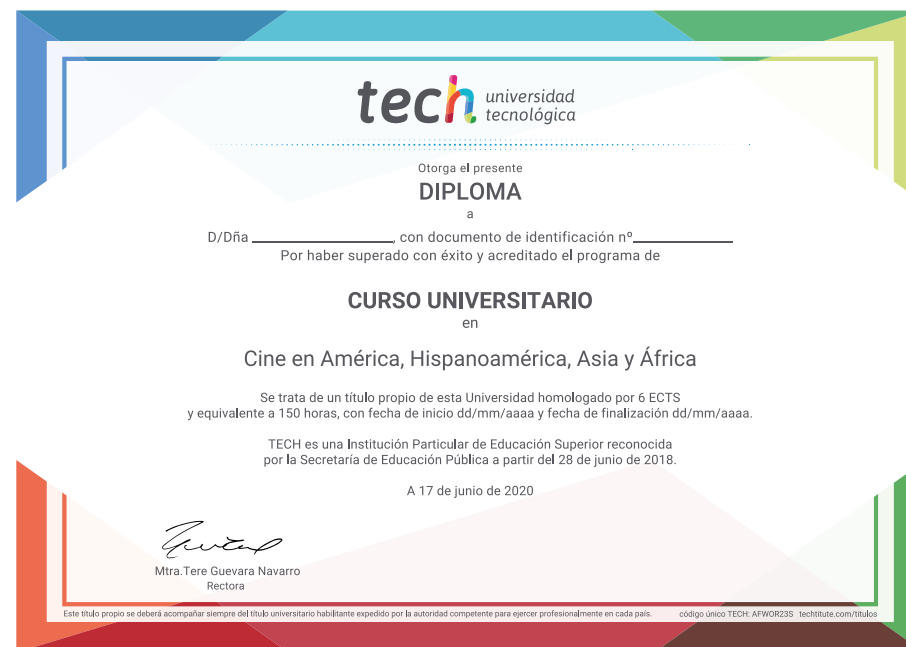 tech universidad
tecnológica
Otorga el presente
DIPLOMA
a
D/Dña ____________________, con documento de identificación nº______________
Por haber superado con éxito y acreditado el programa de
CURSO UNIVERSITARIO
en
Cine en América, Hispanoamérica, Asia y África
Se trata de un título propio de esta Universidad homologado por 6 ECTS
y equivalente a 150 horas, con fecha de inicio dd/mm/aaaa y fecha de finalización dd/mm/aaaa.
TECH es una Institución Particular de Educación Superior reconocida
por la Secretaría de Educación Pública a partir del 28 de junio de 2018.
A 17 de junio de 2020
Mtra.Tere Guevara Navarro
Rectora
Este título propio se deberá acompañar siempre del título universitario habilitante expedido por la autoridad competente para ejercer profesionalmente en cada país. código único TECH: AFWOR23S techtitute.com/titulos